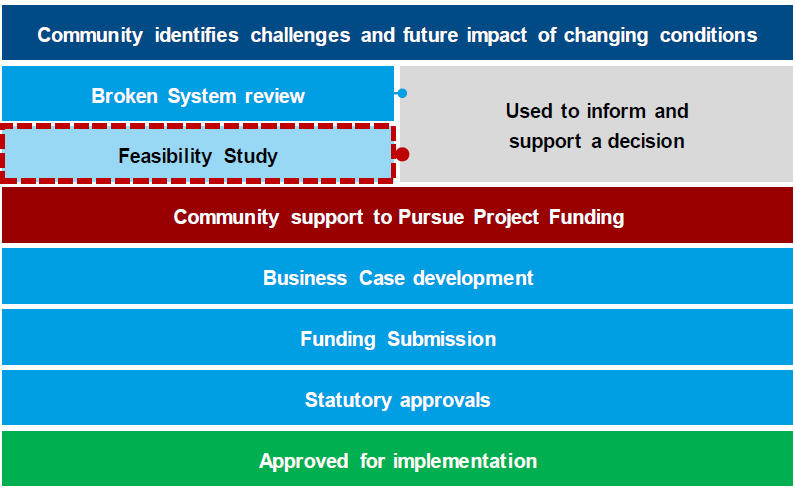 Community identifies challenges and future impact of changing conditions
Broken System review
Used to inform and
support a decision
Feasibility Study
Community support to Pursue Project Funding
Business Case development
Funding Submission
Statutory approvals
Approved for implementation